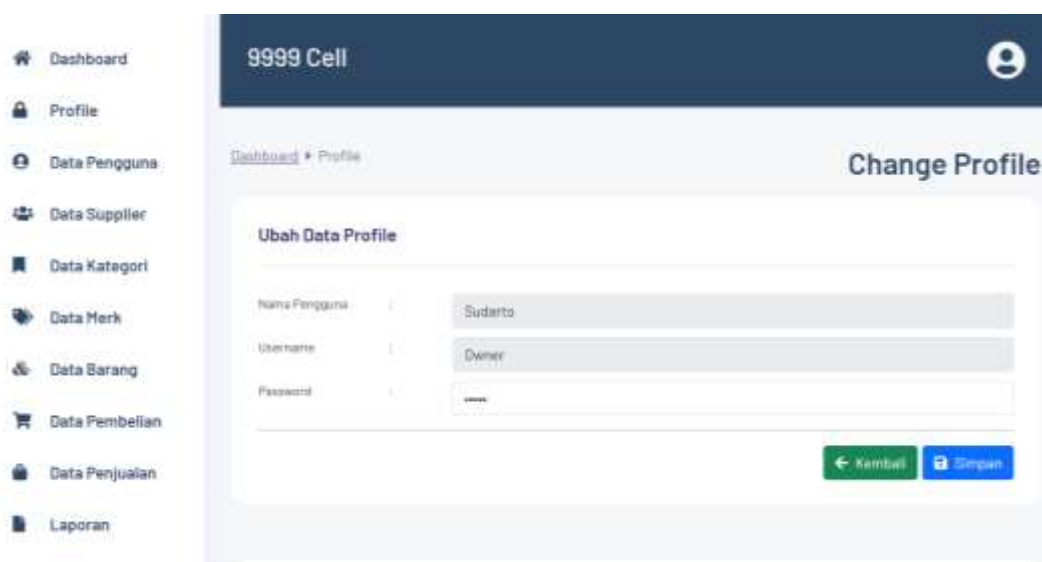 Dashboard
Profile
Data Pengguna
Data Supplier
Data Kategori
Data Merk
Data Barang
Data Pembelian
Data Penjualan
Laporan
9999 Cell
Dashboard Profile
Change Profile
Ubah Data Profile
Nama Pengguna : Sudarto
Username : Owner
Password : •••••
Kembali Simpan